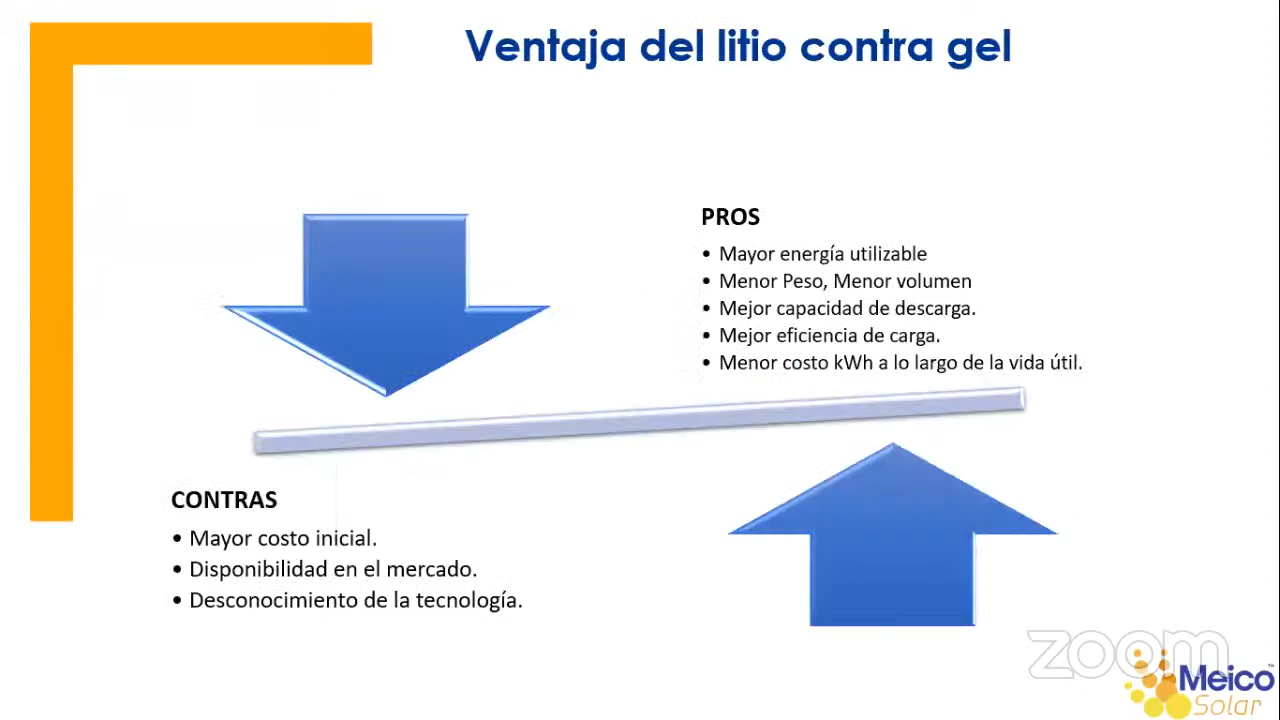 Ventaja del litio contra gel
PROS
• Mayor energía utilizable
• Menor Peso, Menor volumen
• Mejor capacidad de descarga.
• Mejor eficiencia de carga.
• Menor costo kWh a lo largo de la vida útil.
CONTRAS
• Mayor costo inicial.
• Disponibilidad en el mercado.
• Desconocimiento de la tecnología.
zoom
Meico™
Solar